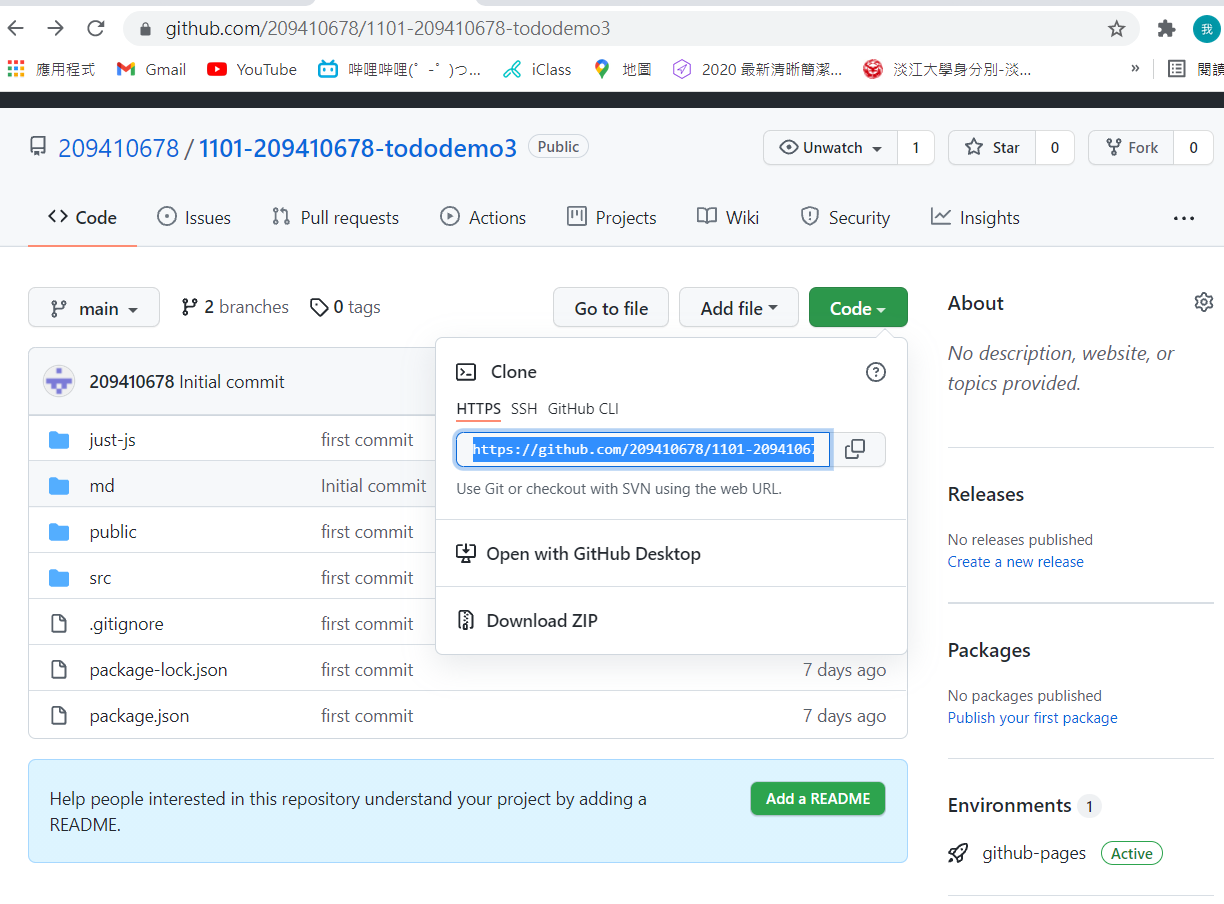 github.com/209410678/1101-209410678-tododemo3
我
應用程式 Gmail YouTube 哔哩哔哩(゜-゜)つ... iClass 地圖 2020 最新清晰簡潔... 淡江大學身分別-淡... » 閱讀
209410678 / 1101-209410678-tododemo3 Public Unwatch 1 Star 0 Fork 0
Code Issues Pull requests Actions Projects Wiki Security Insights ...
main 2 branches 0 tags Go to file Add file Code
209410678 Initial commit
just-js first commit
md Initial commit
public first commit
src first commit
.gitignore first commit
package-lock.json first commit 7 days ago
package.json first commit 7 days ago
Clone
HTTPS SSH GitHub CLI
https://github.com/209410678/1101-2094106
Use Git or checkout with SVN using the web URL.
Open with GitHub Desktop
Download ZIP
Help people interested in this repository understand your project by adding a
README.
Add a README
About
No description, website, or
topics provided.
Releases
No releases published
Create a new release
Packages
No packages published
Publish your first package
Environments 1
github-pages Active